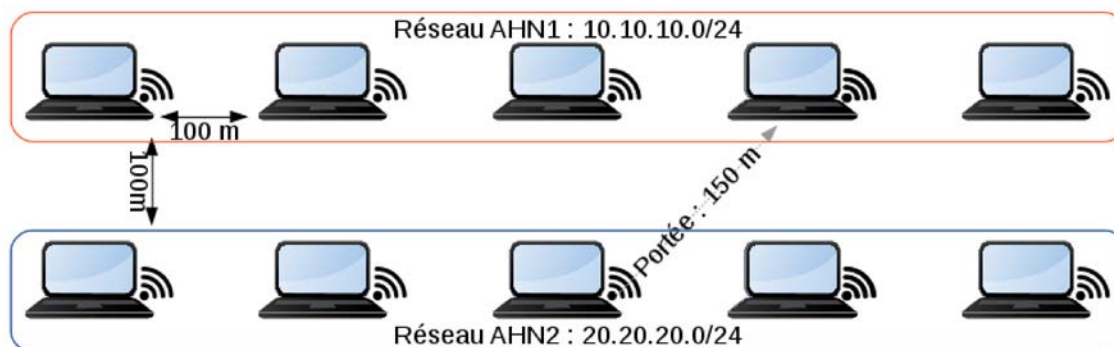 Réseau AHN1 : 10.10.10.0/24
100 m
100m
Portée : 150 m
Réseau AHN2 : 20.20.20.0/24